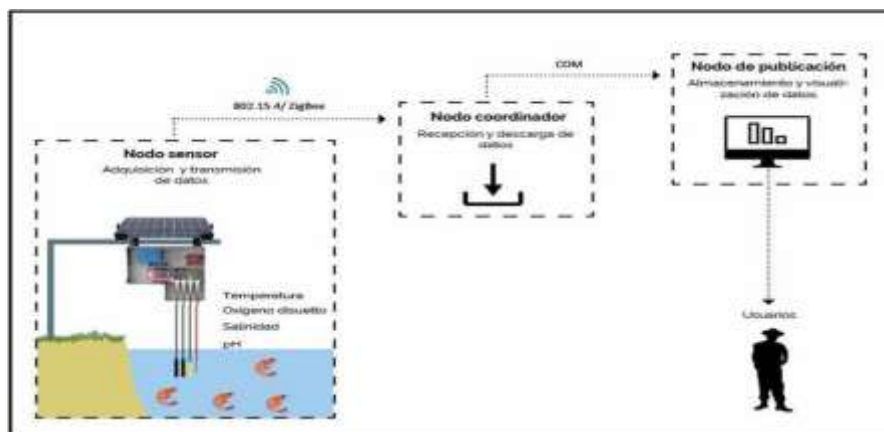 Nodo sensor
Adquisición y transmisión
de datos
Temperatura
Oxígeno disuelto
Salinidad
pH
802.15.4/ ZigBee
Nodo coordinador
Recepción y descarga de
datos
COM
Nodo de publicación
Almacenamiento y visuali-
zación de datos
Usuarios